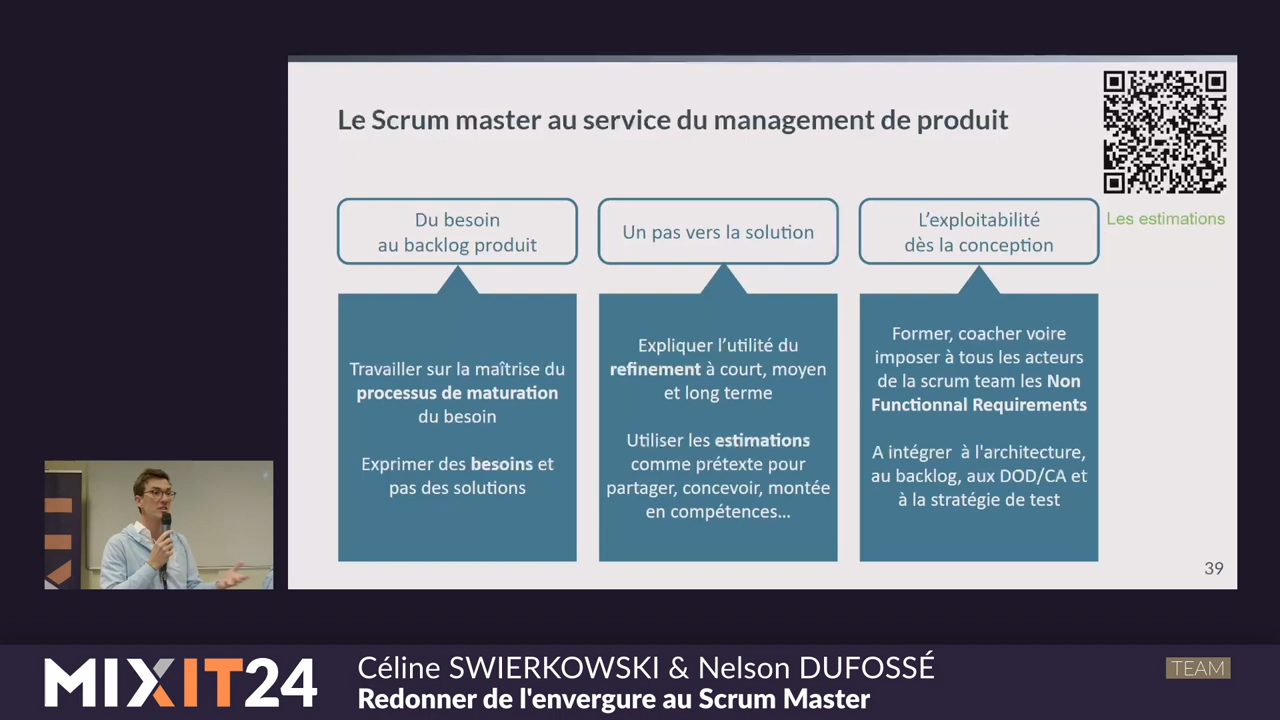 Le Scrum master au service du management de produit
Les estimations
Du besoin
au backlog produit
Travailler sur la maîtrise du
processus de maturation
du besoin
Exprimer des besoins et
pas des solutions
Un pas vers la solution
Expliquer l'utilité du
refinement à court, moyen
et long terme
Utiliser les estimations
comme prétexte pour
partager, concevoir, montée
en compétences...
L'exploitabilité
dès la conception
Former, coacher voire
imposer à tous les acteurs
de la scrum team les Non
Functionnal Requirements
A intégrer à l'architecture,
au backlog, aux DOD/CA et
à la stratégie de test
39
MIXIT24
Céline SWIERKOWSKI & Nelson DUFOSSÉ
Redonner de l'envergure au Scrum Master
TEAM